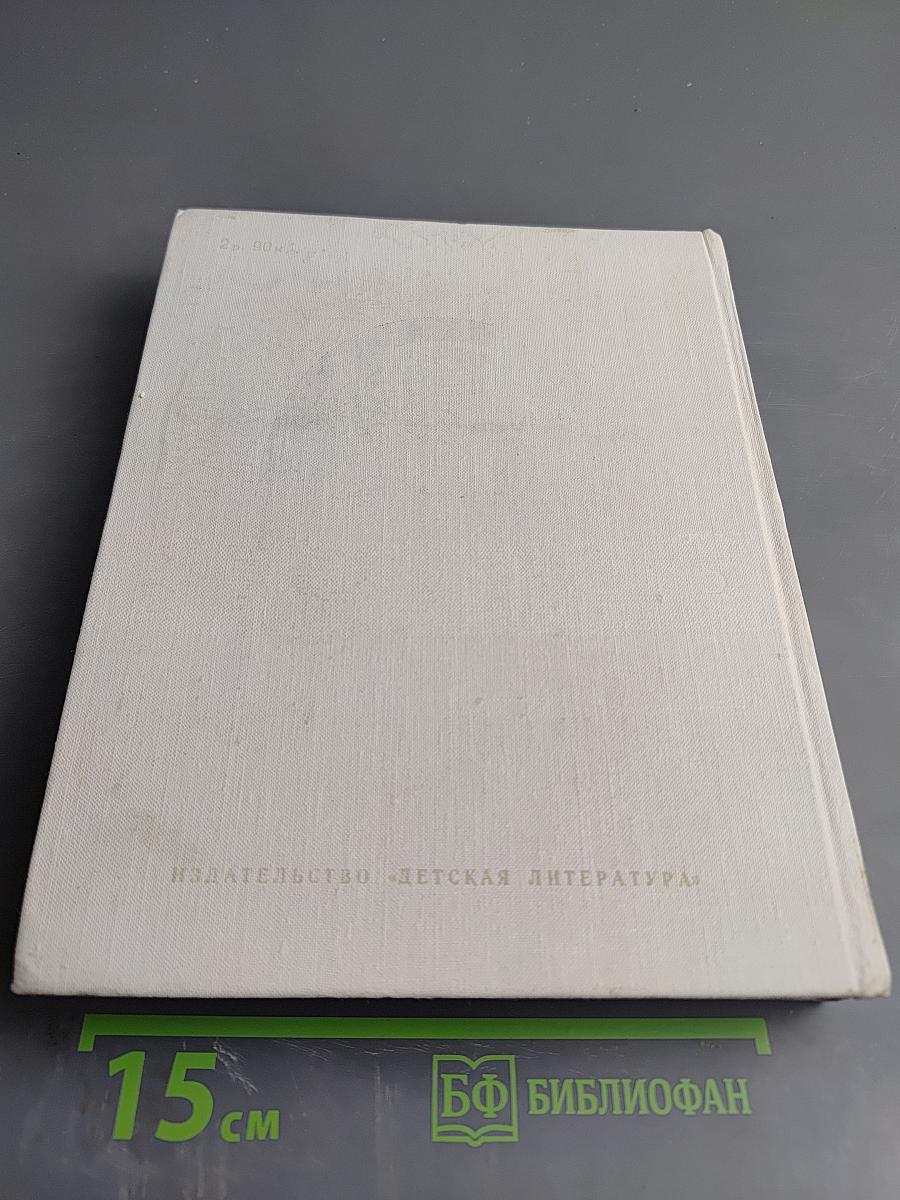 2р. 90к.
ИЗДАТЕЛЬСТВО «ДЕТСКАЯ ЛИТЕРАТУРА»
15 см
БФ БИБЛИОФАН